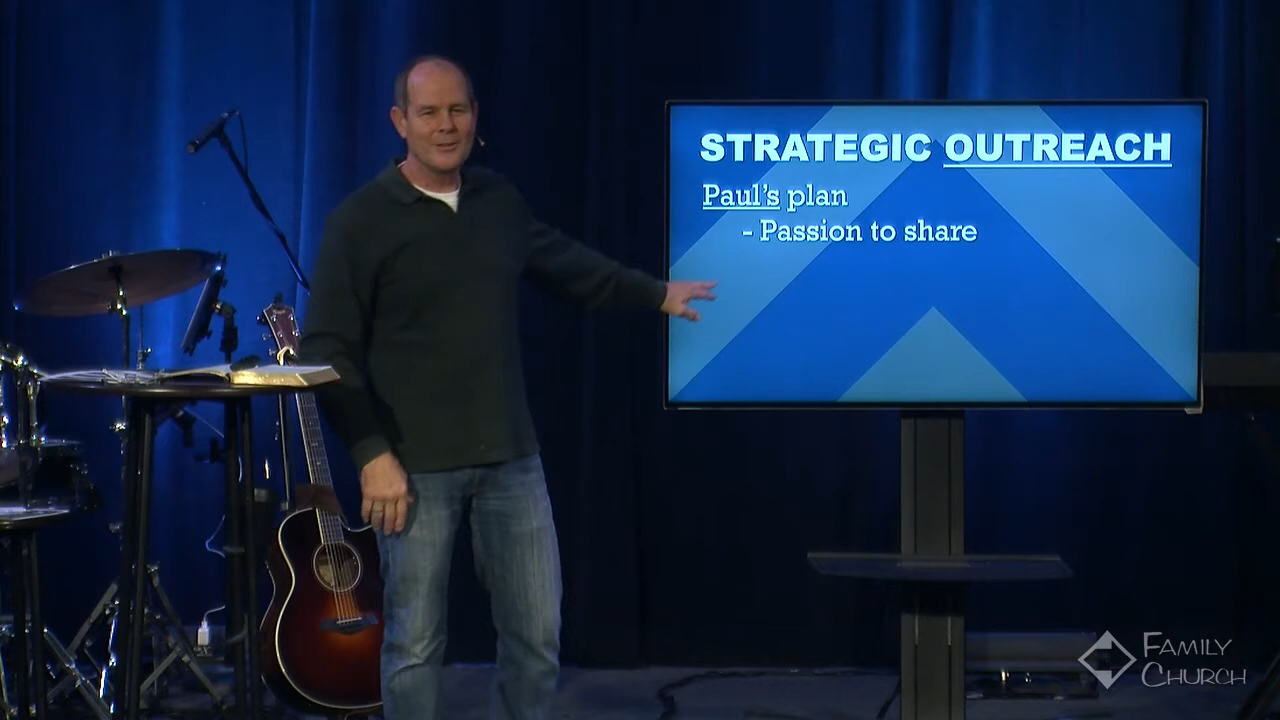 STRATEGIC OUTREACH
Paul's plan
- Passion to share
FAMILY
CHURCH